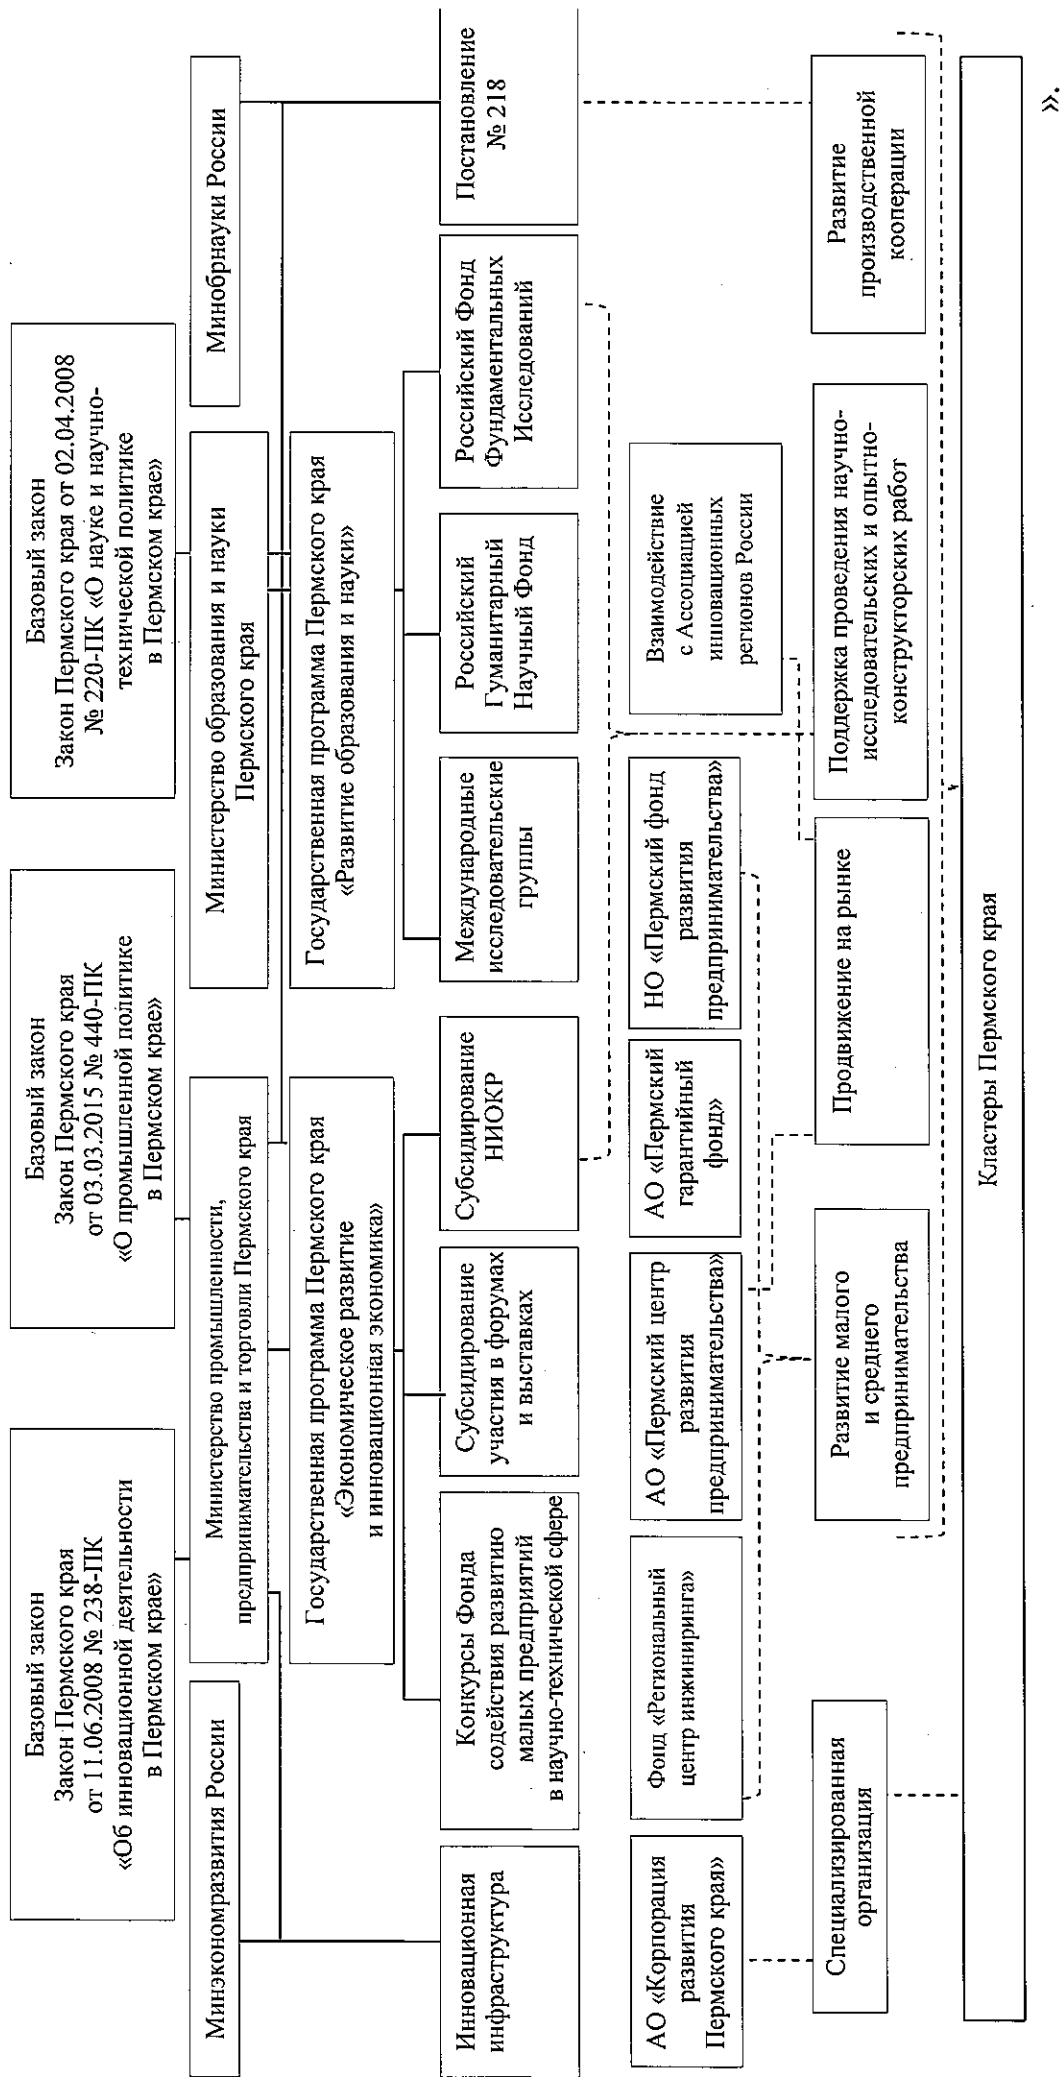 Базовый закон
Закон Пермского края
от 11.06.2008 № 238-ПК
«Об инновационной деятельности
в Пермском крае»
Базовый закон
Закон Пермского края
от 03.03.2015 № 440-ПК
«О промышленной политике
в Пермском крае»
Базовый закон
Закон Пермского края от 02.04.2008
№ 220-ПК «О науке и научно-
технической политике
в Пермском крае»
Минэкономразвития России
Министерство промышленности,
предпринимательства и торговли Пермского края
Министерство образования и науки
Пермского края
Минобрнауки России
Государственная программа Пермского края
«Экономическое развитие
и инновационная экономика»
Государственная программа Пермского края
«Развитие образования и науки»
Инновационная
инфраструктура
Конкурсы Фонда
содействия развитию
малых предприятий
в научно-технической сфере
Субсидирование
участия в форумах
и выставках
Субсидирование
НИОКР
Международные
исследовательские
группы
Российский
Гуманитарный
Научный Фонд
Российский Фонд
Фундаментальных
Исследований
Постановление
№ 218
АО «Корпорация
развития
Пермского края»
Фонд «Региональный
центр инжиниринга»
АО «Пермский центр
развития
предпринимательства»
АО «Пермский
гарантийный
фонд»
НО «Пермский фонд
развития
предпринимательства»
Взаимодействие
с Ассоциацией
инновационных
регионов России
Специализированная
организация
Развитие малого
и среднего
предпринимательства
Продвижение на рынке
Поддержка проведения научно-
исследовательских и опытно-
конструкторских работ
Развитие
производственной
кооперации
Кластеры Пермского края
».